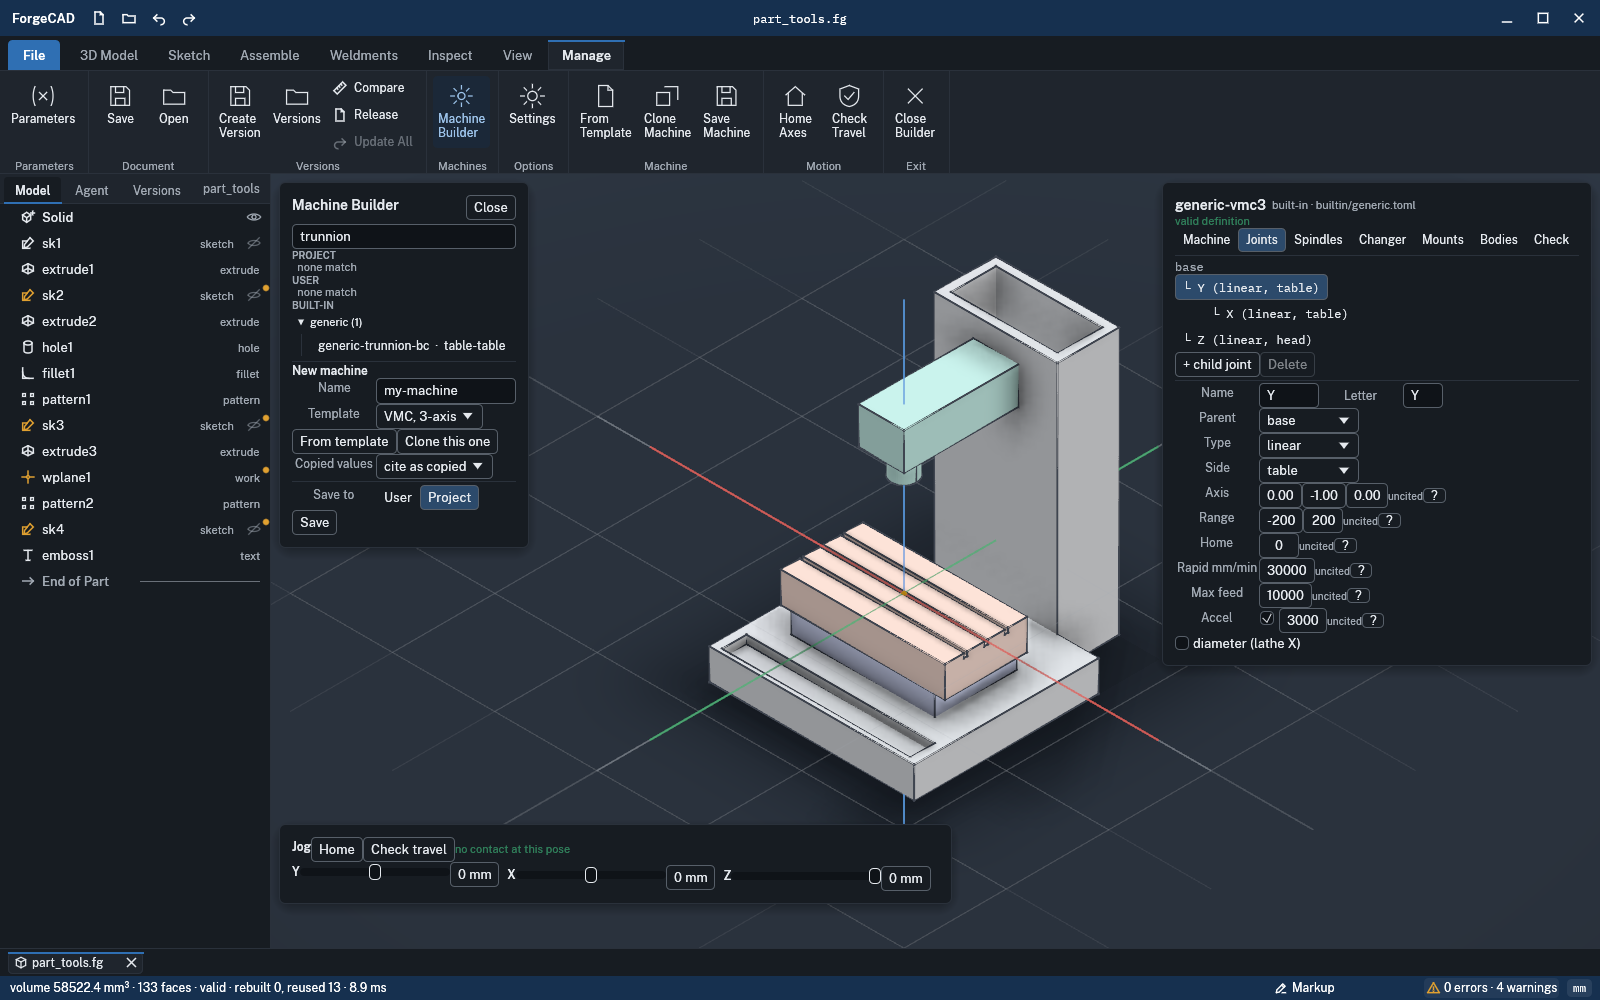 ForgeCAD
part_tools.fg
File
3D Model
Sketch
Assemble
Weldments
Inspect
View
Manage
(x)
Parameters
Save
Open
Create Version
Versions
Compare
Release
Update All
Machine Builder
Settings
From Template
Clone Machine
Save Machine
Home Axes
Check Travel
Close Builder
Parameters
Document
Versions
Machines
Options
Machine
Motion
Exit
Model
Agent
Versions
part_tools
Solid
sk1 sketch
extrude1 extrude
sk2 sketch
extrude2 extrude
hole1 hole
fillet1 fillet
pattern1 pattern
sk3 sketch
extrude3 extrude
wplane1 work
pattern2 pattern
sk4 sketch
emboss1 text
End of Part
Machine Builder
Close
trunnion
PROJECT
none match
USER
none match
BUILT-IN
generic (1)
generic-trunnion-bc · table-table
New machine
Name my-machine
Template VMC, 3-axis
From template Clone this one
Copied values cite as copied
Save to User Project
Save
generic-vmc3 built-in · builtin/generic.toml
valid definition
Machine Joints Spindles Changer Mounts Bodies Check
base
└ Y (linear, table)
└ X (linear, table)
└ Z (linear, head)
+ child joint Delete
Name Y Letter Y
Parent base
Type linear
Side table
Axis 0.00 -1.00 0.00 uncited ?
Range -200 200 uncited ?
Home 0 uncited ?
Rapid mm/min 30000 uncited ?
Max feed 10000 uncited ?
Accel 3000 uncited ?
diameter (lathe X)
Jog Home Check travel no contact at this pose
Y 0 mm X 0 mm Z 0 mm
part_tools.fg
volume 58522.4 mm³ · 133 faces · valid · rebuilt 0, reused 13 · 8.9 ms
Markup
0 errors · 4 warnings
mm